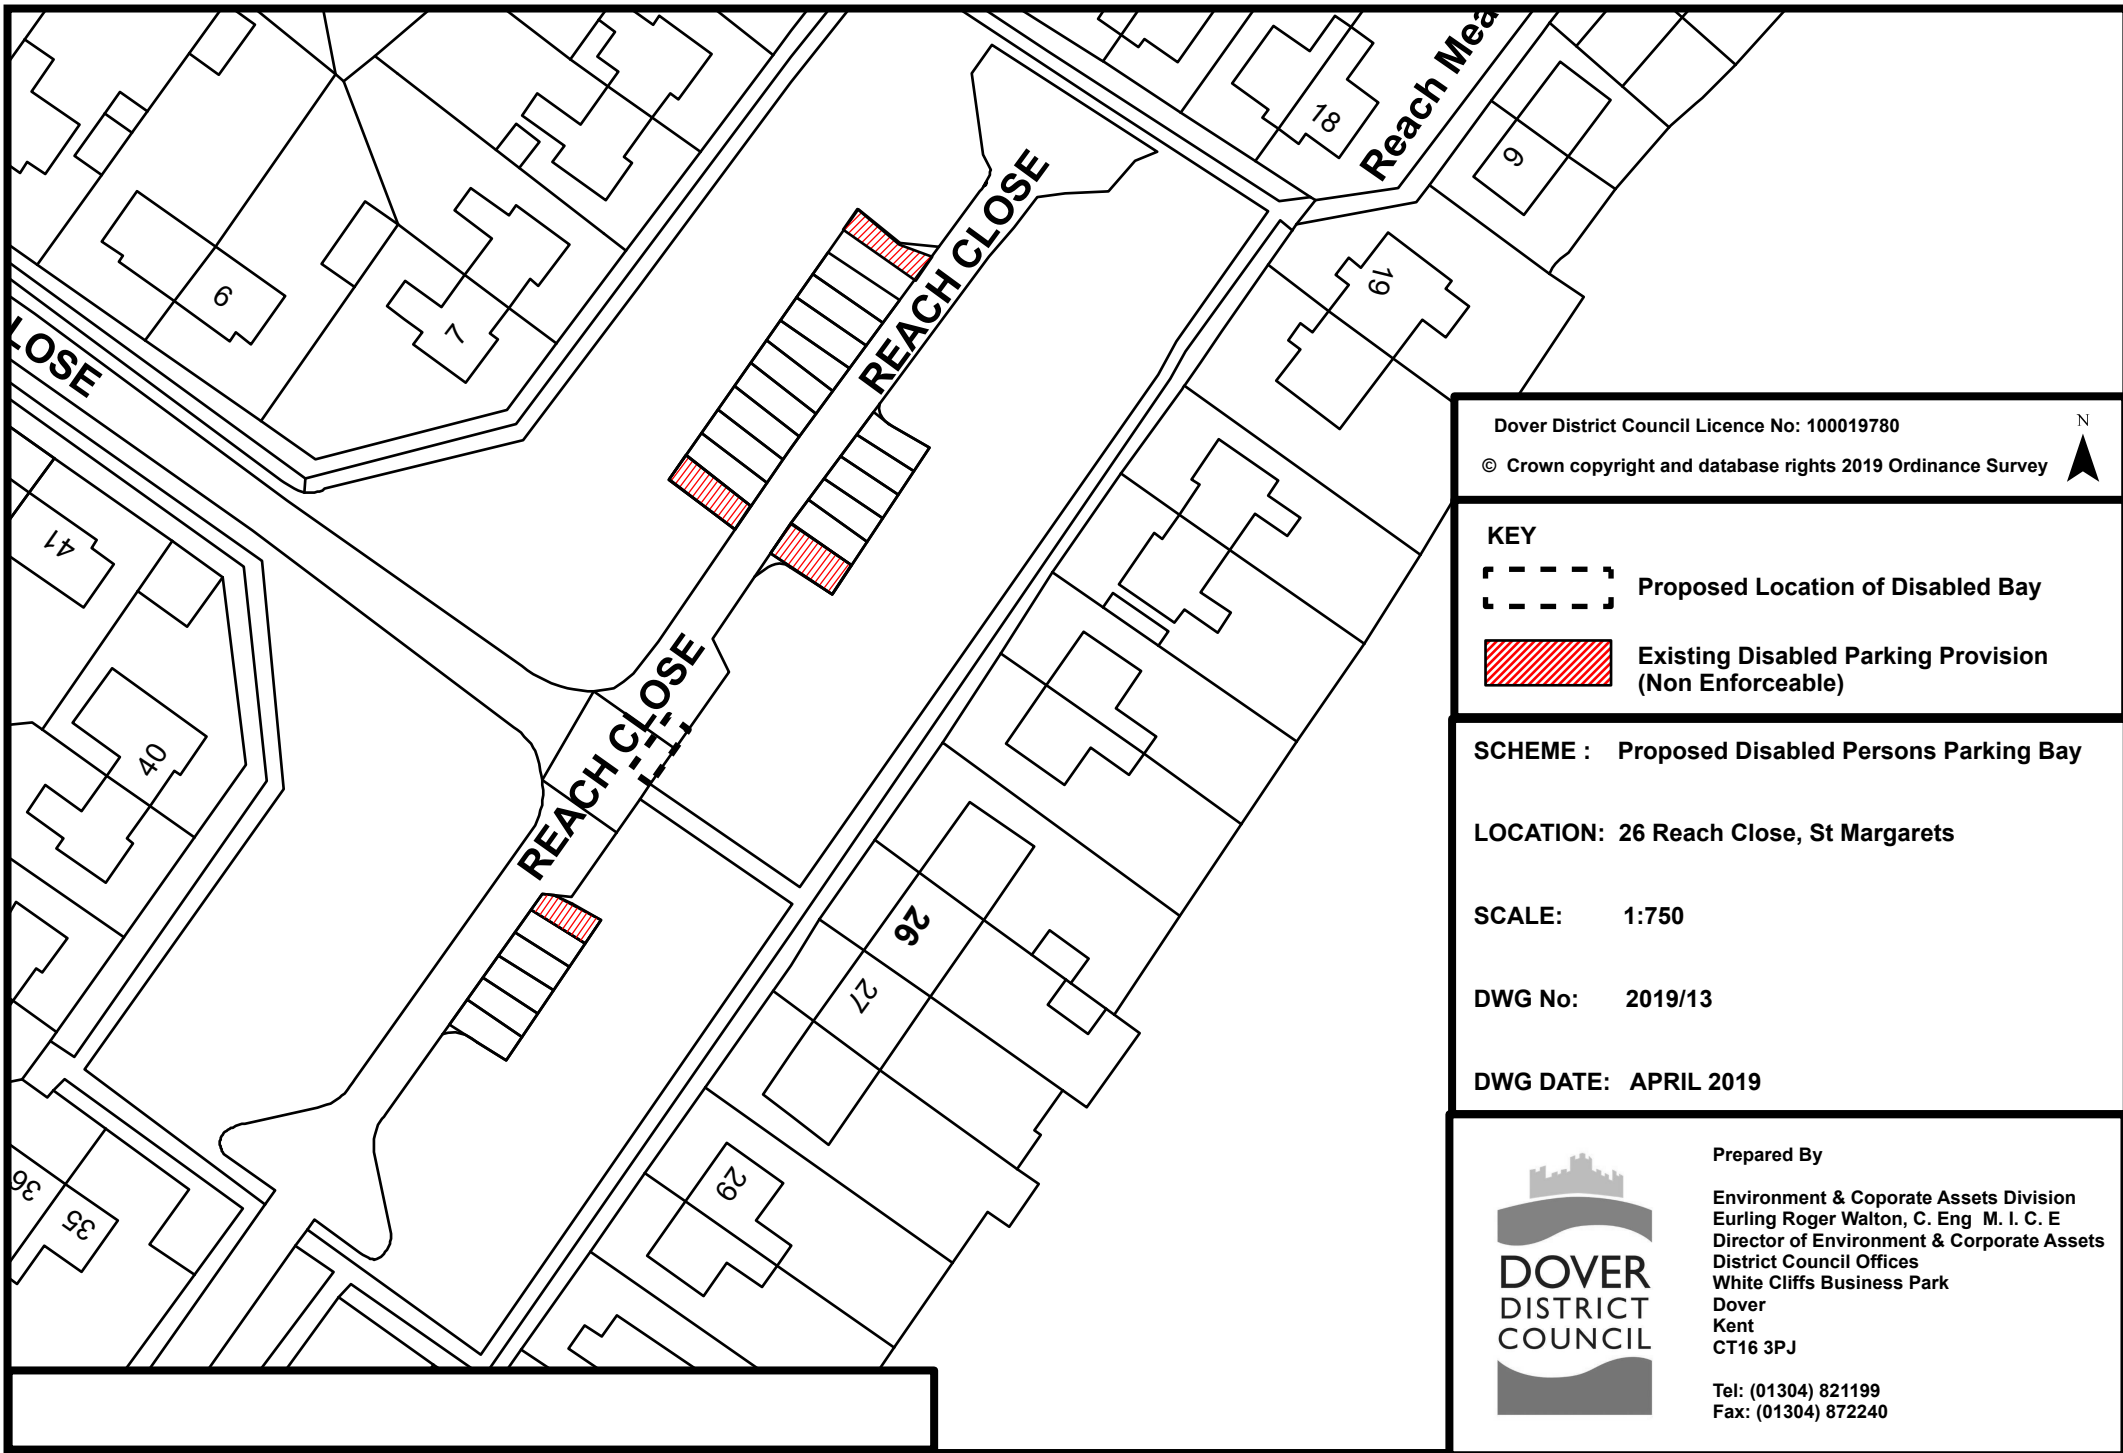 Reach Mea
18
9
19
6
7
LOSE
REACH CLOSE
41
REACH CLOSE
40
REACH CLOSE
26
27
29
36
35
Dover District Council Licence No: 100019780
© Crown copyright and database rights 2019 Ordinance Survey
N
KEY
Proposed Location of Disabled Bay
Existing Disabled Parking Provision
(Non Enforceable)
SCHEME : Proposed Disabled Persons Parking Bay
LOCATION: 26 Reach Close, St Margarets
SCALE: 1:750
DWG No: 2019/13
DWG DATE: APRIL 2019
DOVER
DISTRICT
COUNCIL
Prepared By
Environment & Coporate Assets Division
Eurling Roger Walton, C. Eng M. I. C. E
Director of Environment & Corporate Assets
District Council Offices
White Cliffs Business Park
Dover
Kent
CT16 3PJ
Tel: (01304) 821199
Fax: (01304) 872240